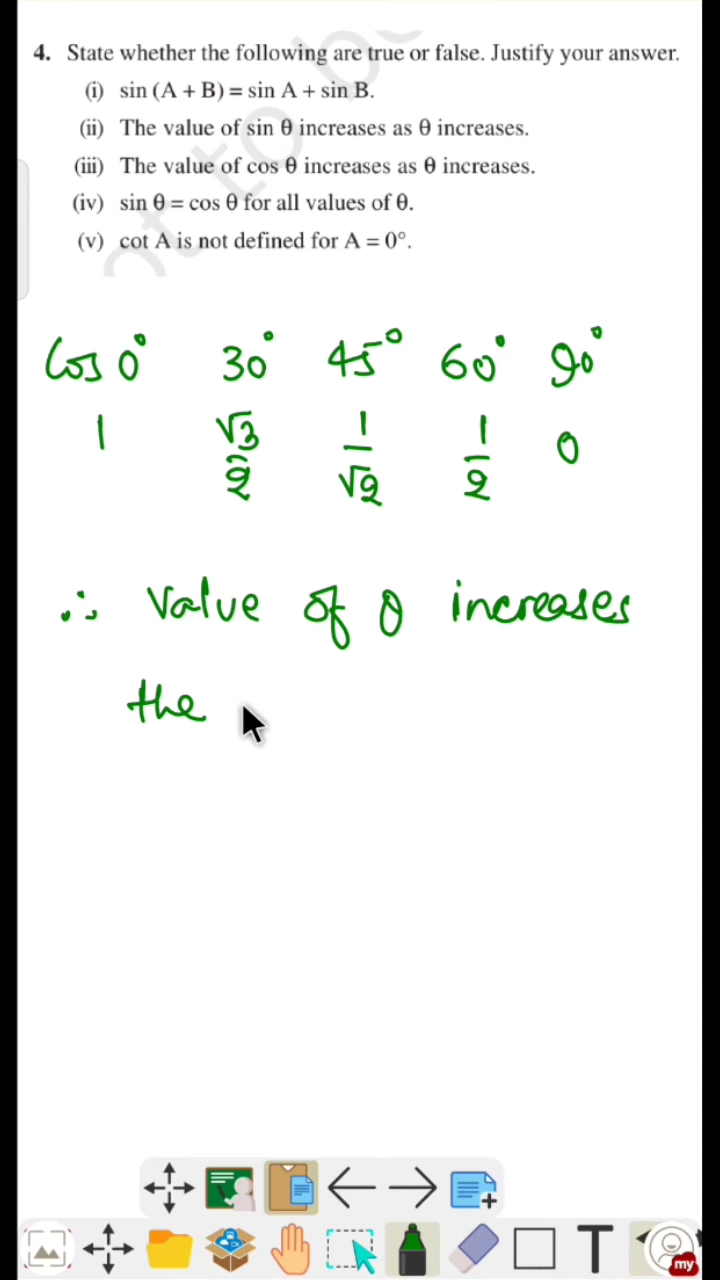 4. State whether the following are true or false. Justify your answer.
(i) sin (A + B) = sin A + sin B.
(ii) The value of sin θ increases as θ increases.
(iii) The value of cos θ increases as θ increases.
(iv) sin θ = cos θ for all values of θ.
(v) cot A is not defined for A = 0°.
Cos 0° 30° 45° 60° 90°
1 √3/2 1/√2 1/2 0
∴ Value of θ increases
the
T
my